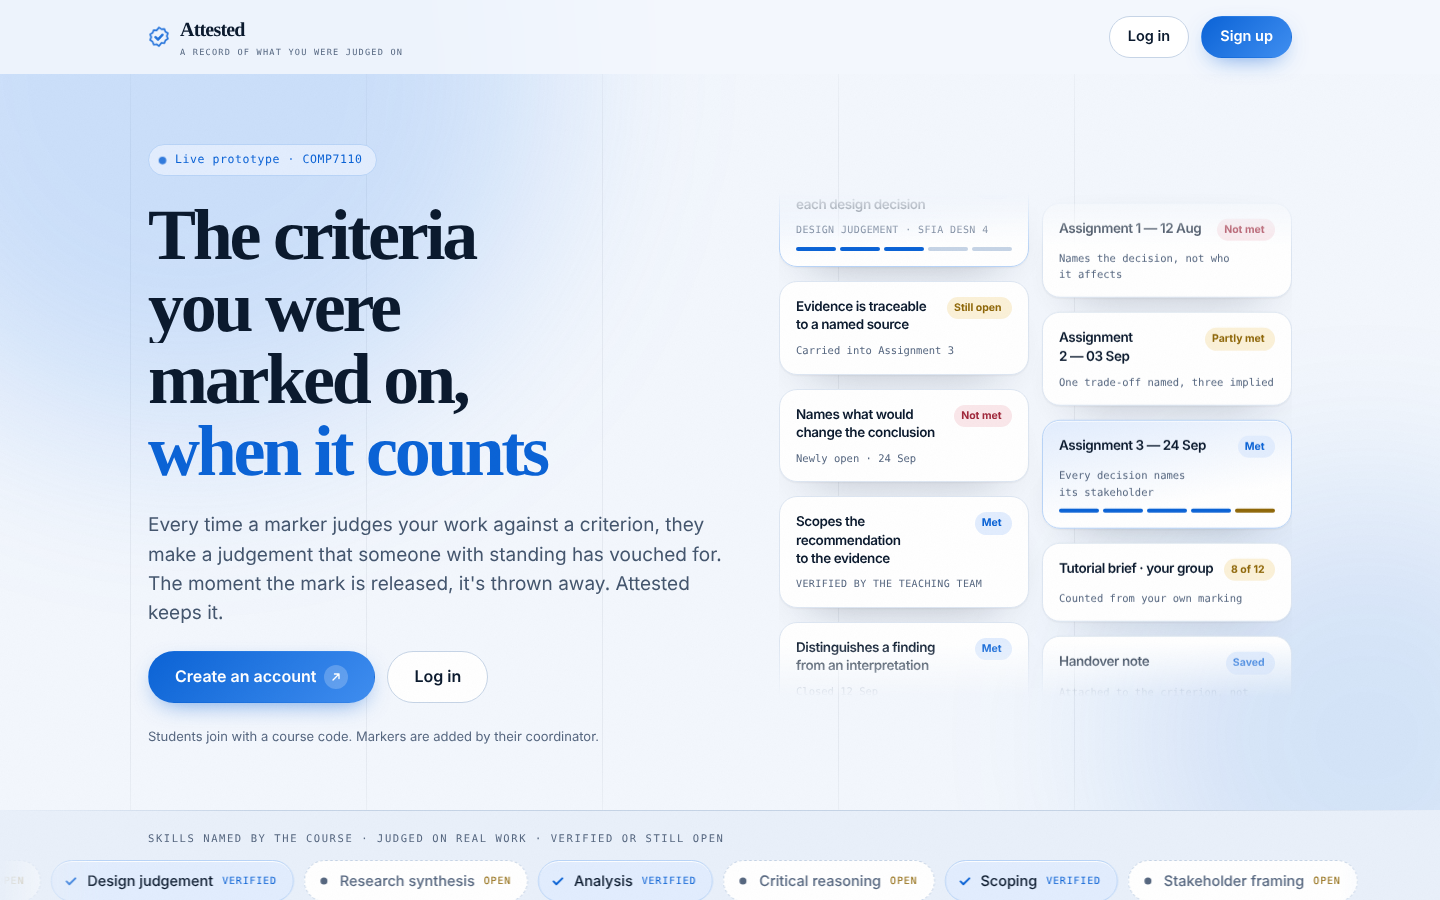 Attested
A RECORD OF WHAT YOU WERE JUDGED ON
Log in
Sign up
Live prototype · COMP7110
The criteria
you were
marked on,
when it counts
Every time a marker judges your work against a criterion, they
make a judgement that someone with standing has vouched for.
The moment the mark is released, it's thrown away. Attested
keeps it.
Create an account
Log in
Students join with a course code. Markers are added by their coordinator.
each design decision
DESIGN JUDGEMENT · SFIA DESN 4
Evidence is traceable
to a named source
Still open
Carried into Assignment 3
Names what would
change the conclusion
Not met
Newly open · 24 Sep
Scopes the
recommendation
to the evidence
Met
VERIFIED BY THE TEACHING TEAM
Distinguishes a finding
from an interpretation
Met
Closed 12 Sep
Assignment 1 — 12 Aug
Not met
Names the decision, not who
it affects
Assignment
2 — 03 Sep
Partly met
One trade-off named, three implied
Assignment 3 — 24 Sep
Met
Every decision names
its stakeholder
Tutorial brief · your group
8 of 12
Counted from your own marking
Handover note
Saved
Attached to the criterion, not
SKILLS NAMED BY THE COURSE · JUDGED ON REAL WORK · VERIFIED OR STILL OPEN
Design judgement VERIFIED
Research synthesis OPEN
Analysis VERIFIED
Critical reasoning OPEN
Scoping VERIFIED
Stakeholder framing OPEN